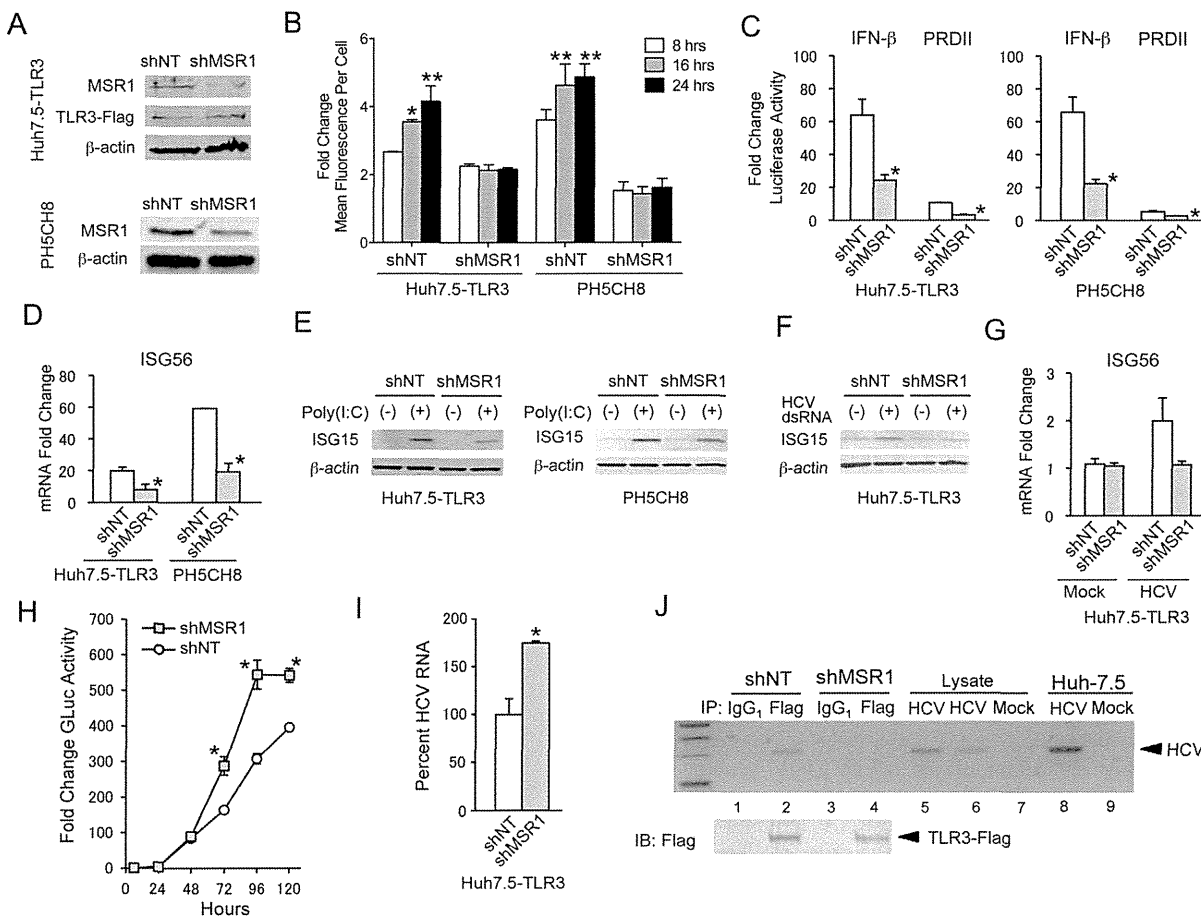 A
shNT shMSR1
Huh7.5-TLR3
MSR1
TLR3-Flag
β-actin
shNT shMSR1
PH5CH8
MSR1
β-actin
B
Fold Change
Mean Fluorescence Per Cell
6
4
2
0
* ** ** **
8 hrs
16 hrs
24 hrs
shNT shMSR1 shNT shMSR1
Huh7.5-TLR3 PH5CH8
C
IFN-β PRDII IFN-β PRDII
Fold Change
Luciferase Activity
100
80
60
40
20
0
* *
shNT
shMSR1
shNT
shMSR1
Huh7.5-TLR3
100
80
60
40
20
0
* *
shNT
shMSR1
shNT
shMSR1
PH5CH8
D
ISG56
mRNA Fold Change
80
60
40
20
0
* *
shNT
shMSR1
shNT
shMSR1
Huh7.5-TLR3 PH5CH8
E
shNT shMSR1
Poly(I:C) (-) (+) (-) (+)
ISG15
β-actin
Huh7.5-TLR3
shNT shMSR1
Poly(I:C) (-) (+) (-) (+)
ISG15
β-actin
PH5CH8
F
shNT shMSR1
HCV
dsRNA (-) (+) (-) (+)
ISG15
β-actin
Huh7.5-TLR3
G
ISG56
mRNA Fold Change
3
2
1
0
shNT
shMSR1
shNT
shMSR1
Mock HCV
Huh7.5-TLR3
H
Fold Change GLuc Activity
700
600
500
400
300
200
100
0
shMSR1
shNT
* * *
0 24 48 72 96 120
Hours
I
Percent HCV RNA
200
150
100
50
0
*
shNT
shMSR1
Huh7.5-TLR3
J
shNT shMSR1 Lysate Huh-7.5
IP: IgG1 Flag IgG1 Flag HCV HCV Mock HCV Mock
HCV
1 2 3 4 5 6 7 8 9
IB: Flag TLR3-Flag